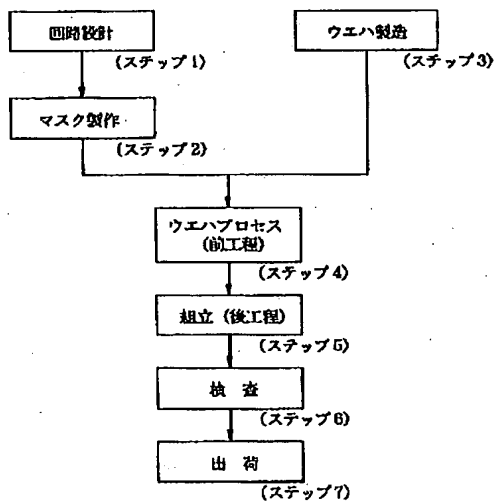 回路設計
(ステップ1)
ウエハ製造
(ステップ3)
マスク製作
(ステップ2)
ウエハプロセス
(前工程)
(ステップ4)
組立(後工程)
(ステップ5)
検 査
(ステップ6)
出 荷
(ステップ7)